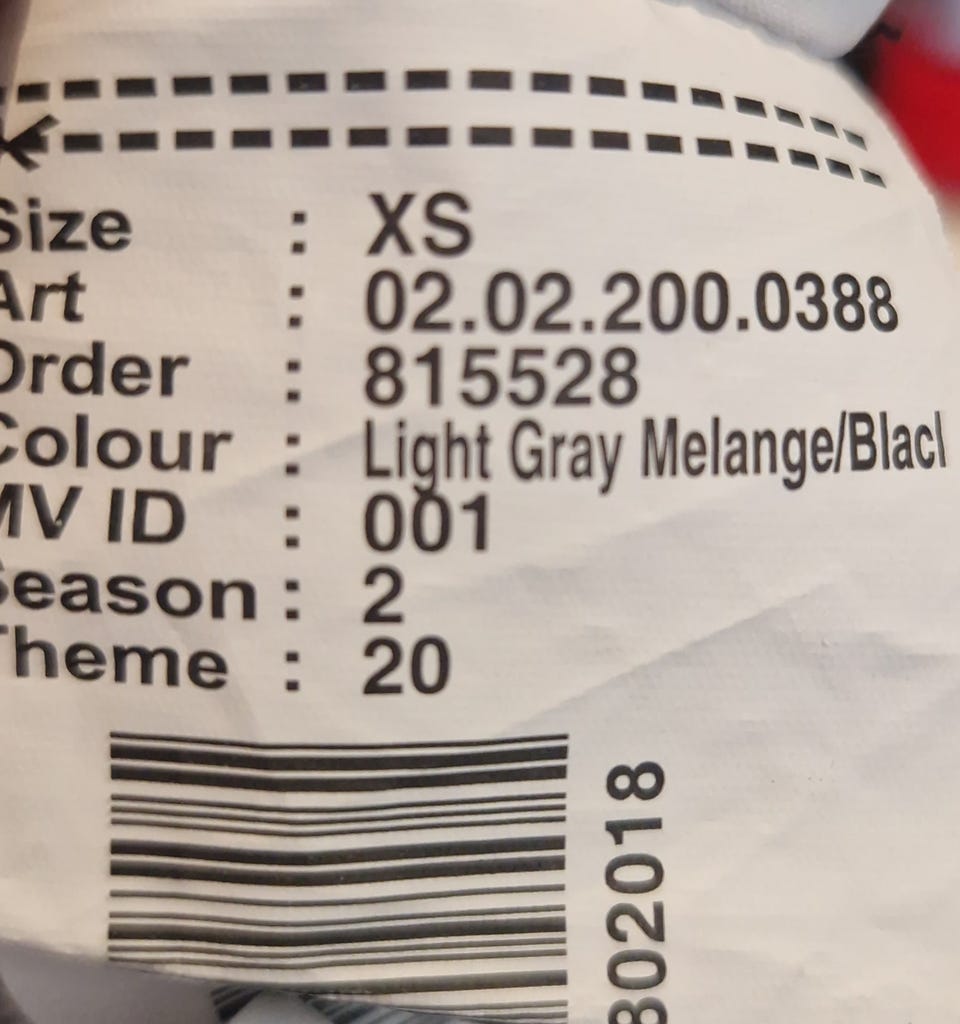 Size : XS
Art : 02.02.200.0388
Order : 815528
Colour : Light Gray Melange/Blacl
MV ID : 001
Season : 2
Theme : 20
802018